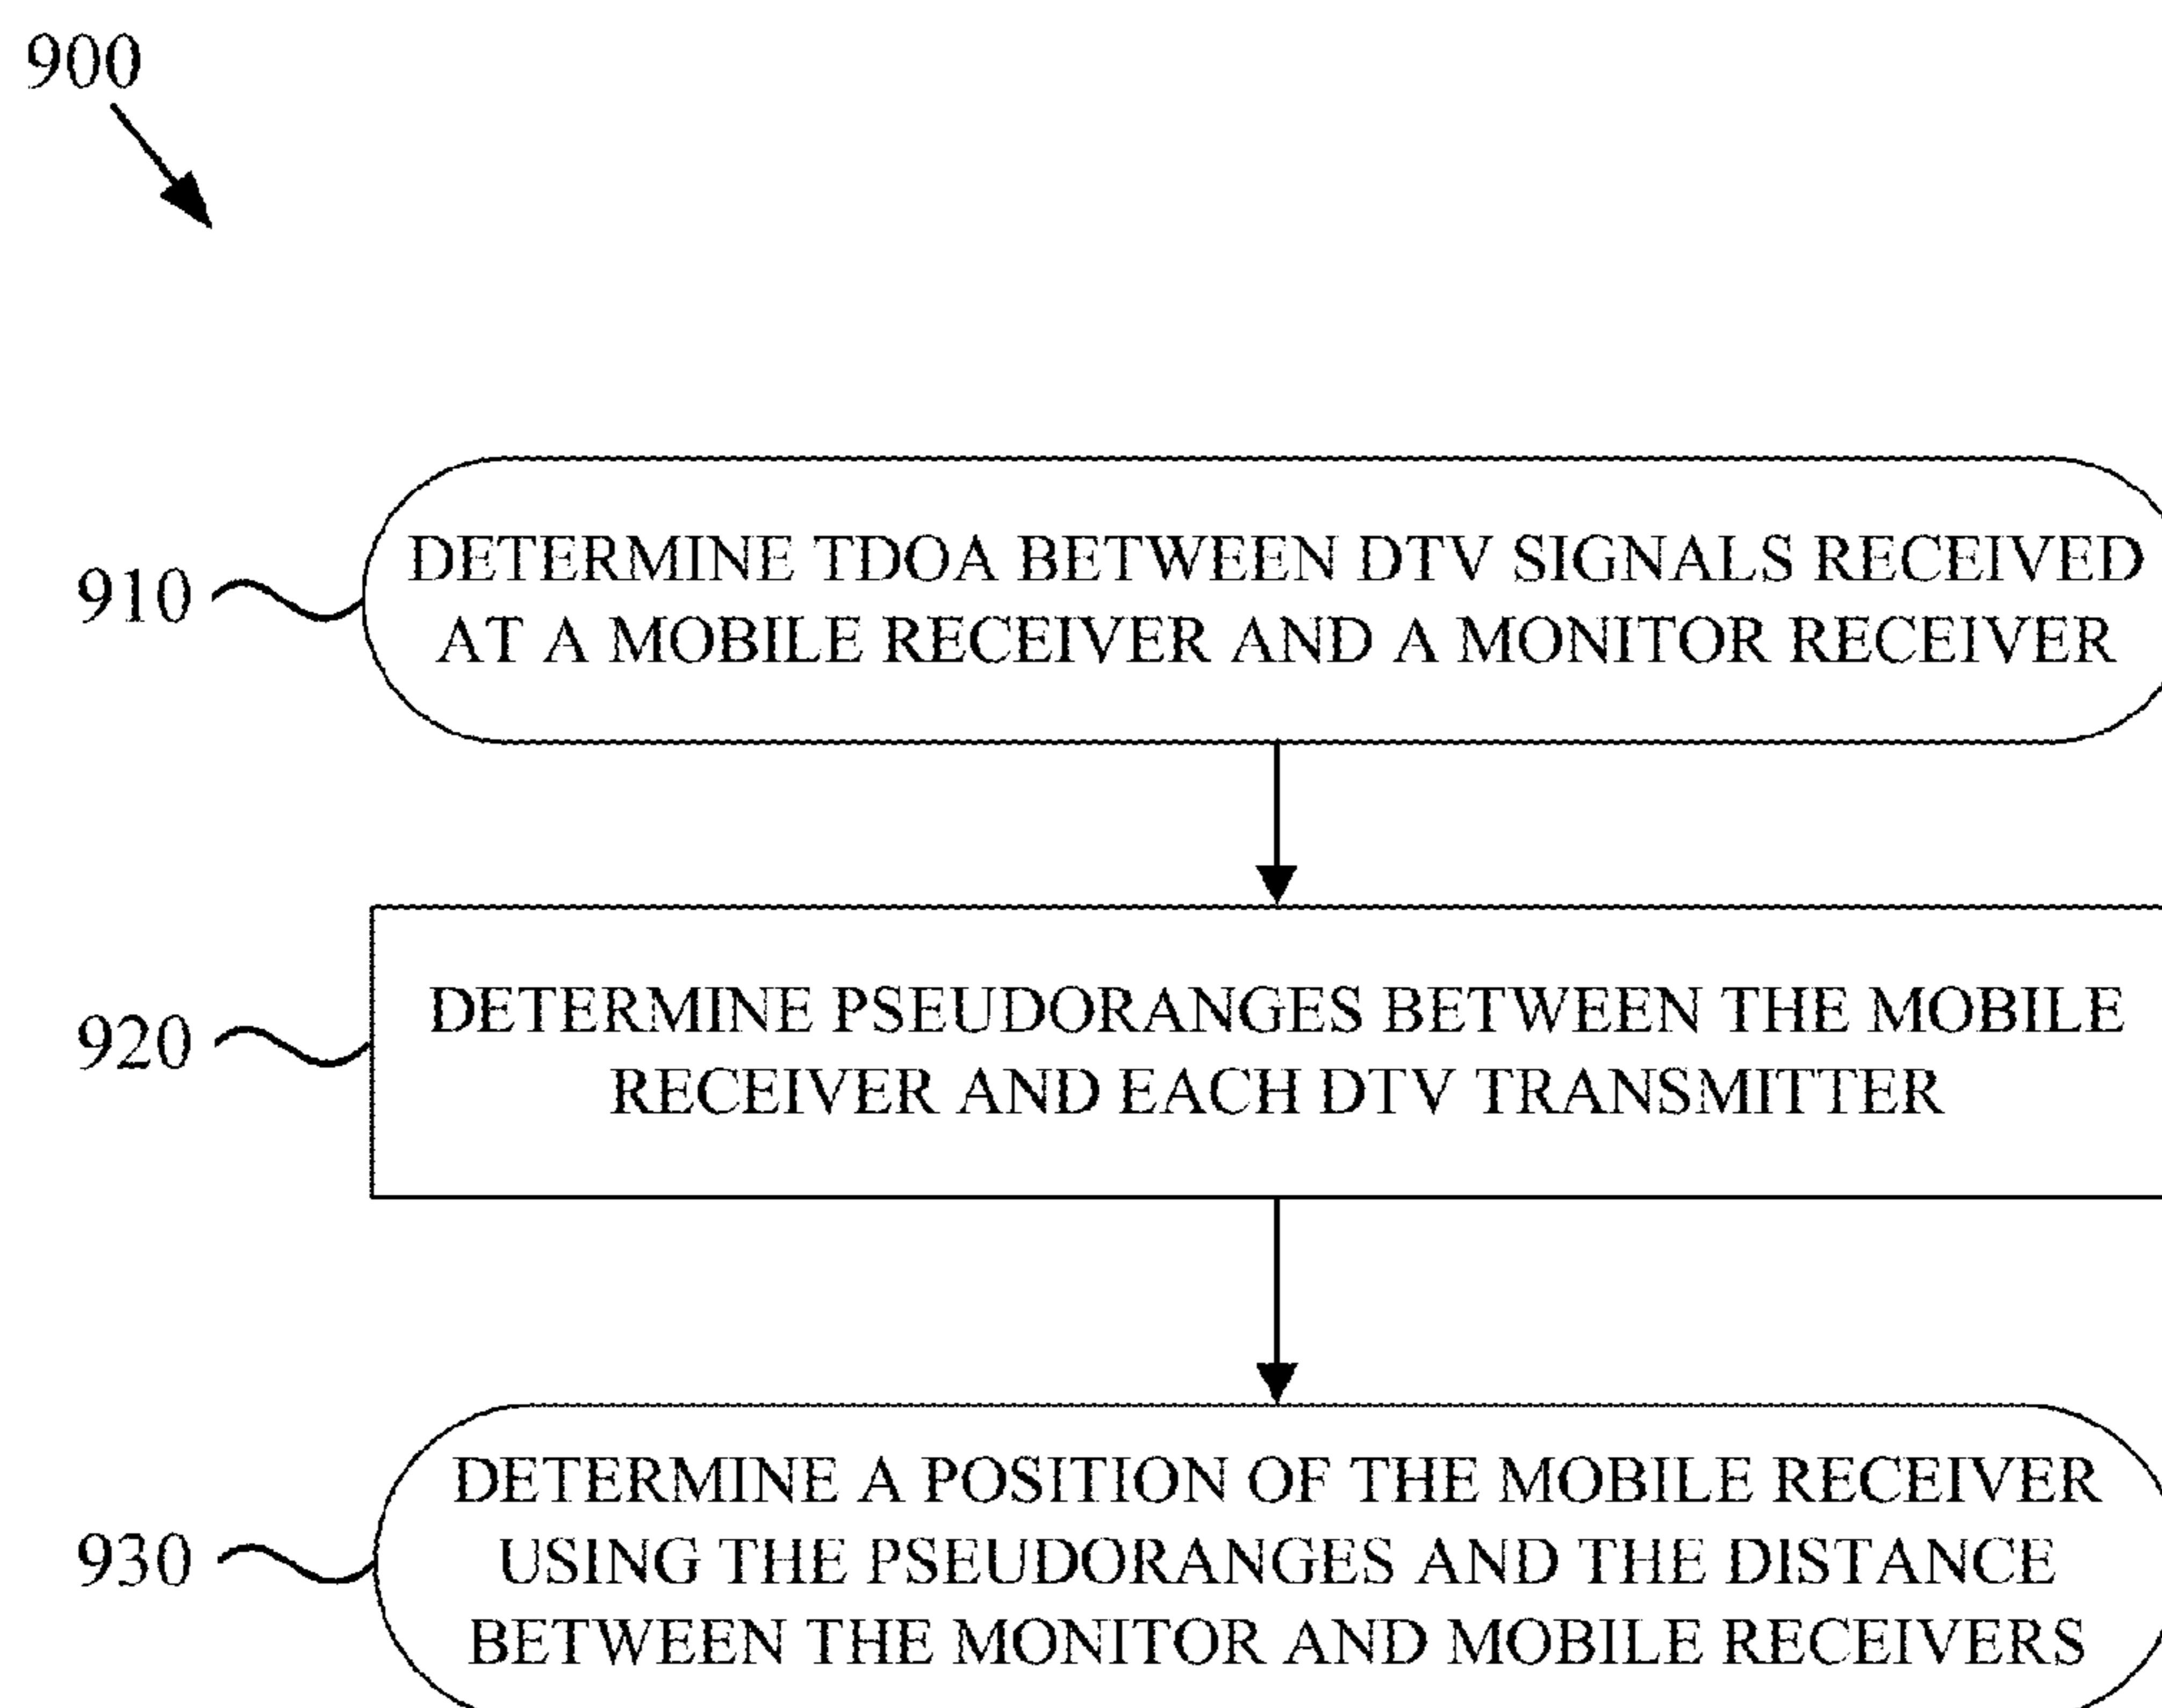 900
910
DETERMINE TDOA BETWEEN DTV SIGNALS RECEIVED
AT A MOBILE RECEIVER AND A MONITOR RECEIVER
920
DETERMINE PSEUDORANGES BETWEEN THE MOBILE
RECEIVER AND EACH DTV TRANSMITTER
930
DETERMINE A POSITION OF THE MOBILE RECEIVER
USING THE PSEUDORANGES AND THE DISTANCE
BETWEEN THE MONITOR AND MOBILE RECEIVERS